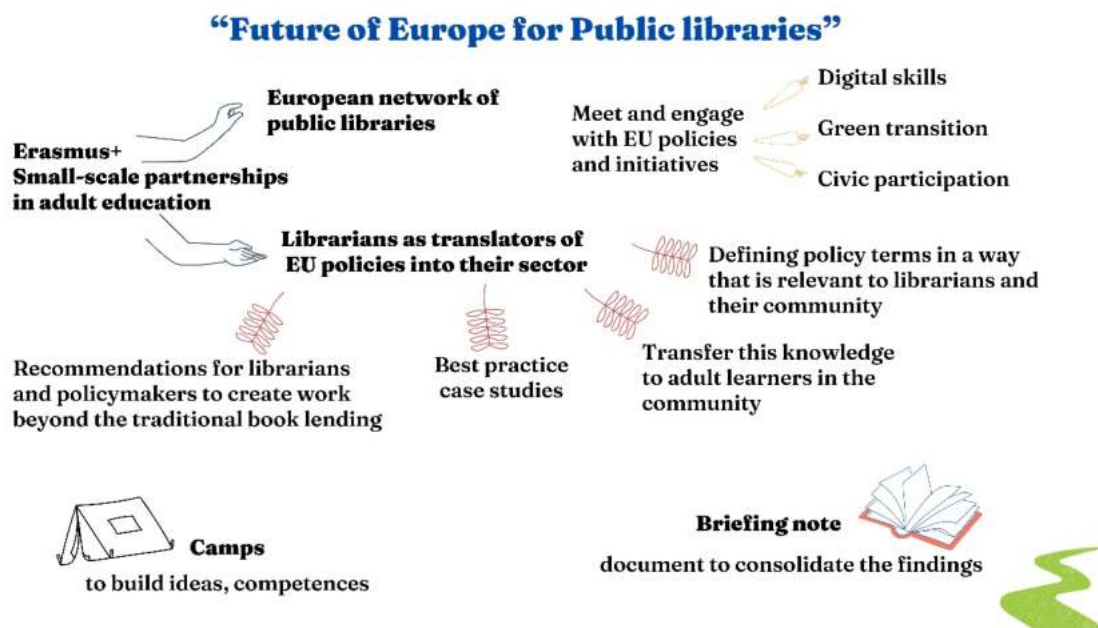 “Future of Europe for Public libraries”
European network of
public libraries
Erasmus+
Small-scale partnerships
in adult education
Meet and engage
with EU policies
and initiatives
Digital skills
Green transition
Civic participation
Librarians as translators of
EU policies into their sector
Defining policy terms in a way
that is relevant to librarians and
their community
Recommendations for librarians
and policymakers to create work
beyond the traditional book lending
Best practice
case studies
Transfer this knowledge
to adult learners in the
community
Camps
to build ideas, competences
Briefing note
document to consolidate the findings